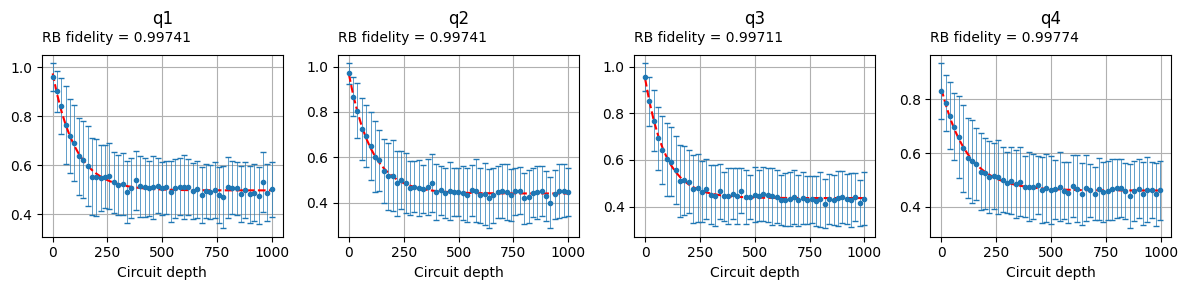 q1
RB fidelity = 0.99741
1.0
0.8
0.6
0.4
0 250 500 750 1000
Circuit depth
q2
RB fidelity = 0.99741
1.0
0.8
0.6
0.4
0 250 500 750 1000
Circuit depth
q3
RB fidelity = 0.99711
1.0
0.8
0.6
0.4
0 250 500 750 1000
Circuit depth
q4
RB fidelity = 0.99774
0.8
0.6
0.4
0 250 500 750 1000
Circuit depth